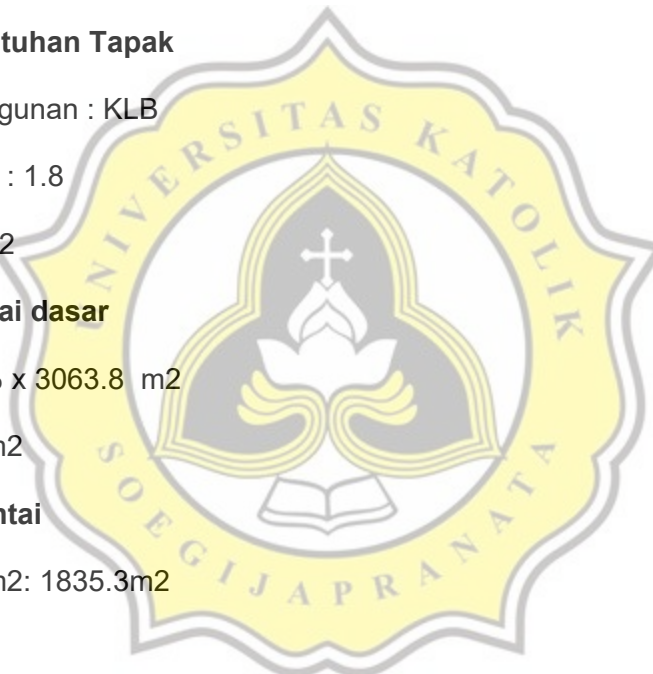 tuhan Tapak
gunan : KLB
: 1.8
2
ai dasar
x 3063.8 m2
m2
ntai
m2: 1835.3m2
UNIVERSITAS KATOLIK
SOEGIJAPRANATA